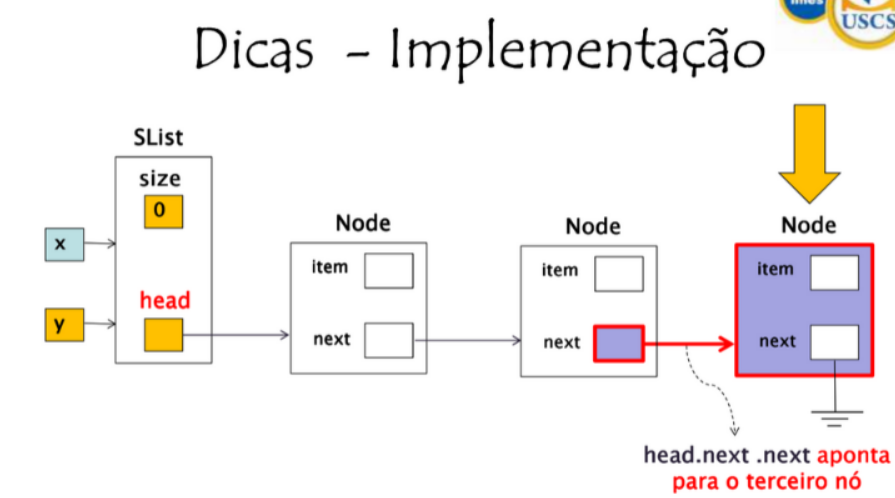 imes
USCS
Dicas - Implementação
SList
size
0
x
head
y
Node
item
next
Node
item
next
Node
item
next
head.next .next aponta
para o terceiro nó